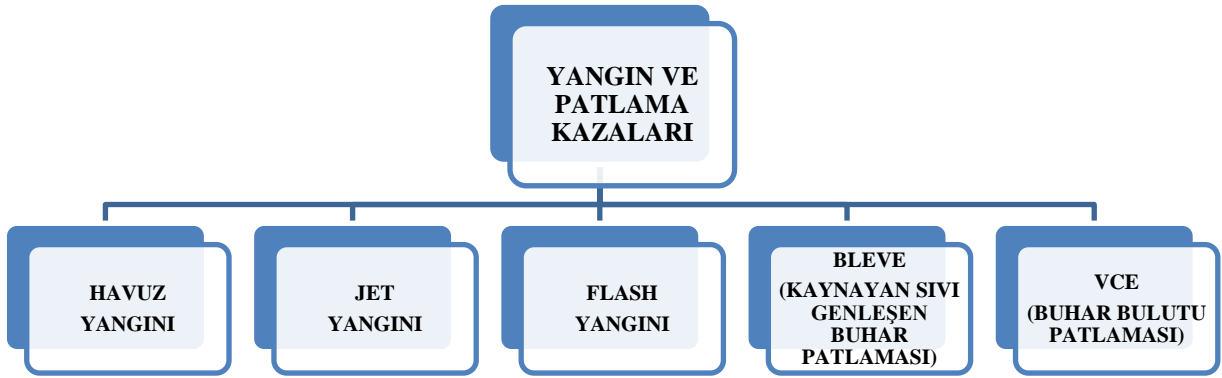 YANGIN VE
PATLAMA
KAZALARI
HAVUZ
YANGINI
JET
YANGINI
FLASH
YANGINI
BLEVE
(KAYNAYAN SIVI
GENLEŞEN
BUHAR
PATLAMASI)
VCE
(BUHAR BULUTU
PATLAMASI)